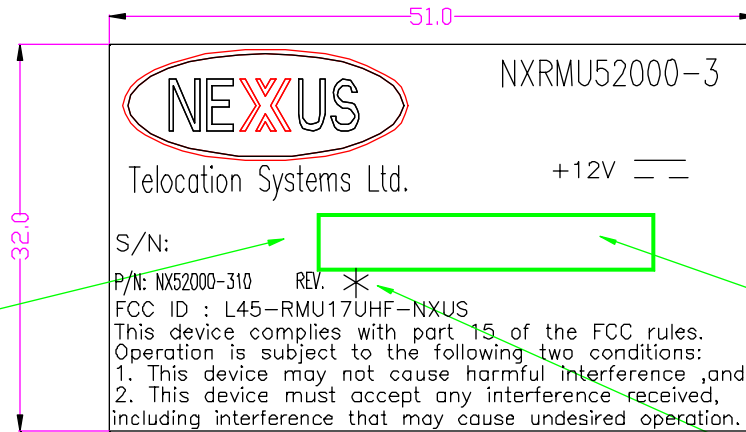 51.0
NEXUS
NXRMU52000-3
Telocation Systems Ltd.
+12V
32.0
S/N:
P/N: NX52000-310 REV. *
FCC ID : L45-RMU17UHF-NXUS
This device complies with part 15 of the FCC rules.
Operation is subject to the following two conditions:
1. This device may not cause harmful interference ,and
2. This device must accept any interference received,
including interference that may cause undesired operation.